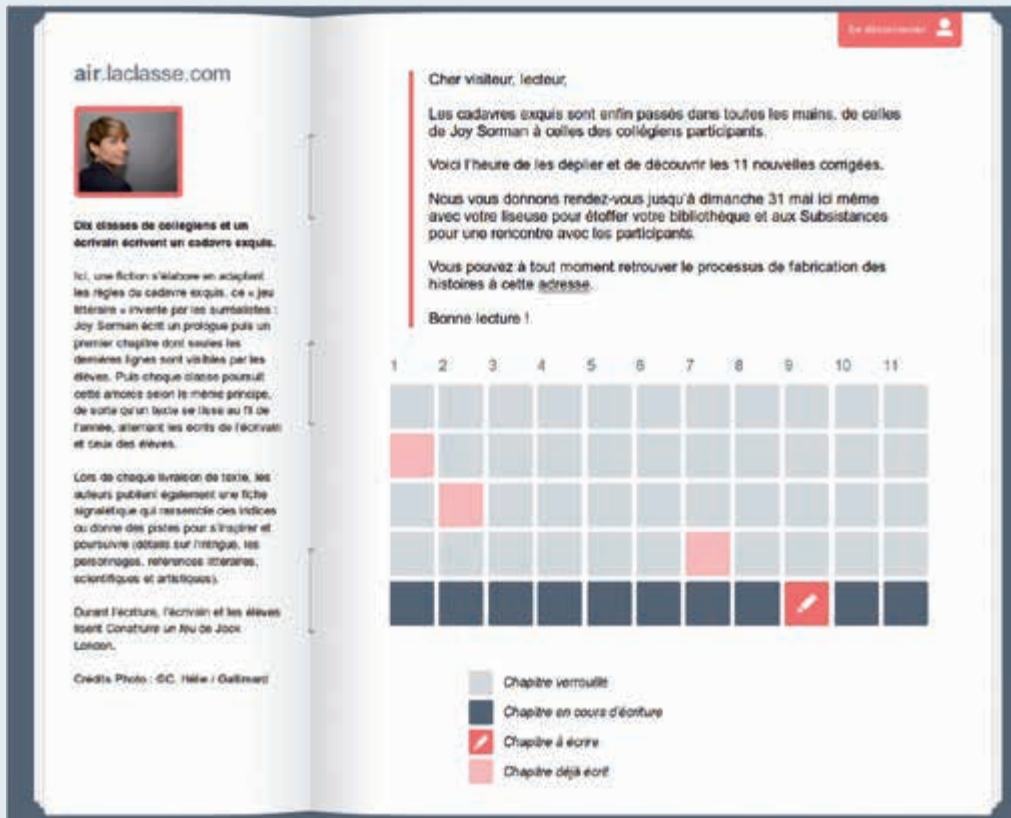 air.laclasse.com
Dix classes de collégiens et un
écrivain écrivent un cadavre exquis.
Ici, une fiction s'élabore en adaptant
les règles du cadavre exquis, ce « jeu
littéraire » inventé par les surréalistes :
Joy Sorman écrit un prologue puis un
premier chapitre dont seules les
dernières lignes sont visibles par les
élèves. Puis chaque classe poursuit
cette amorce selon le même principe,
de sorte qu'un texte se tisse au fil de
l'année, alternant les écrits de l'écrivain
et ceux des élèves.
Lors de chaque livraison de texte, les
auteurs publient également une fiche
signalétique qui rassemble des indices
ou donne des pistes pour s'inspirer et
poursuivre (détails sur l'intrigue, les
personnages, références littéraires,
scientifiques et artistiques).
Durant l'écriture, l'écrivain et les élèves
lisent Construire un feu de Jack
London.
Crédits Photo : ©C. Hélie / Gallimard
Se déconnecter
Cher visiteur, lecteur,
Les cadavres exquis sont enfin passés dans toutes les mains, de celles
de Joy Sorman à celles des collégiens participants.
Voici l'heure de les déplier et de découvrir les 11 nouvelles corrigées.
Nous vous donnons rendez-vous jusqu'à dimanche 31 mai ici même
avec votre liseuse pour étoffer votre bibliothèque et aux Subsistances
pour une rencontre avec les participants.
Vous pouvez à tout moment retrouver le processus de fabrication des
histoires à cette adresse.
Bonne lecture !
1 2 3 4 5 6 7 8 9 10 11
Chapitre verrouillé
Chapitre en cours d'écriture
Chapitre à écrire
Chapitre déjà écrit